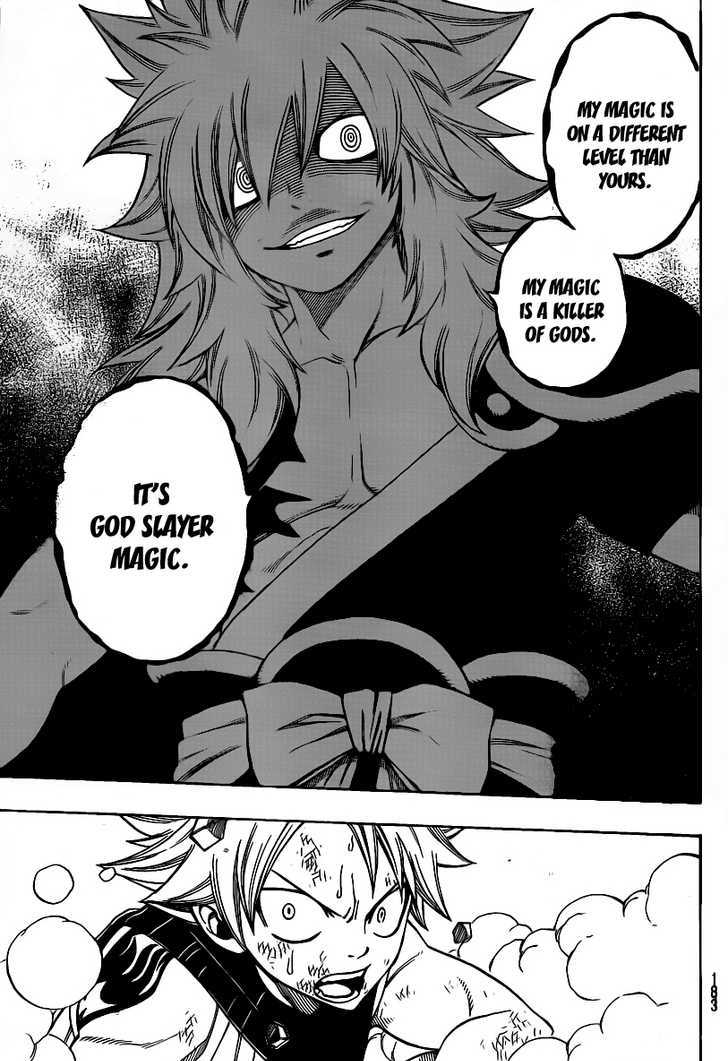 MY MAGIC IS
ON A DIFFERENT
LEVEL THAN
YOURS.
MY MAGIC
IS A KILLER
OF GODS.
IT'S
GOD SLAYER
MAGIC.
183